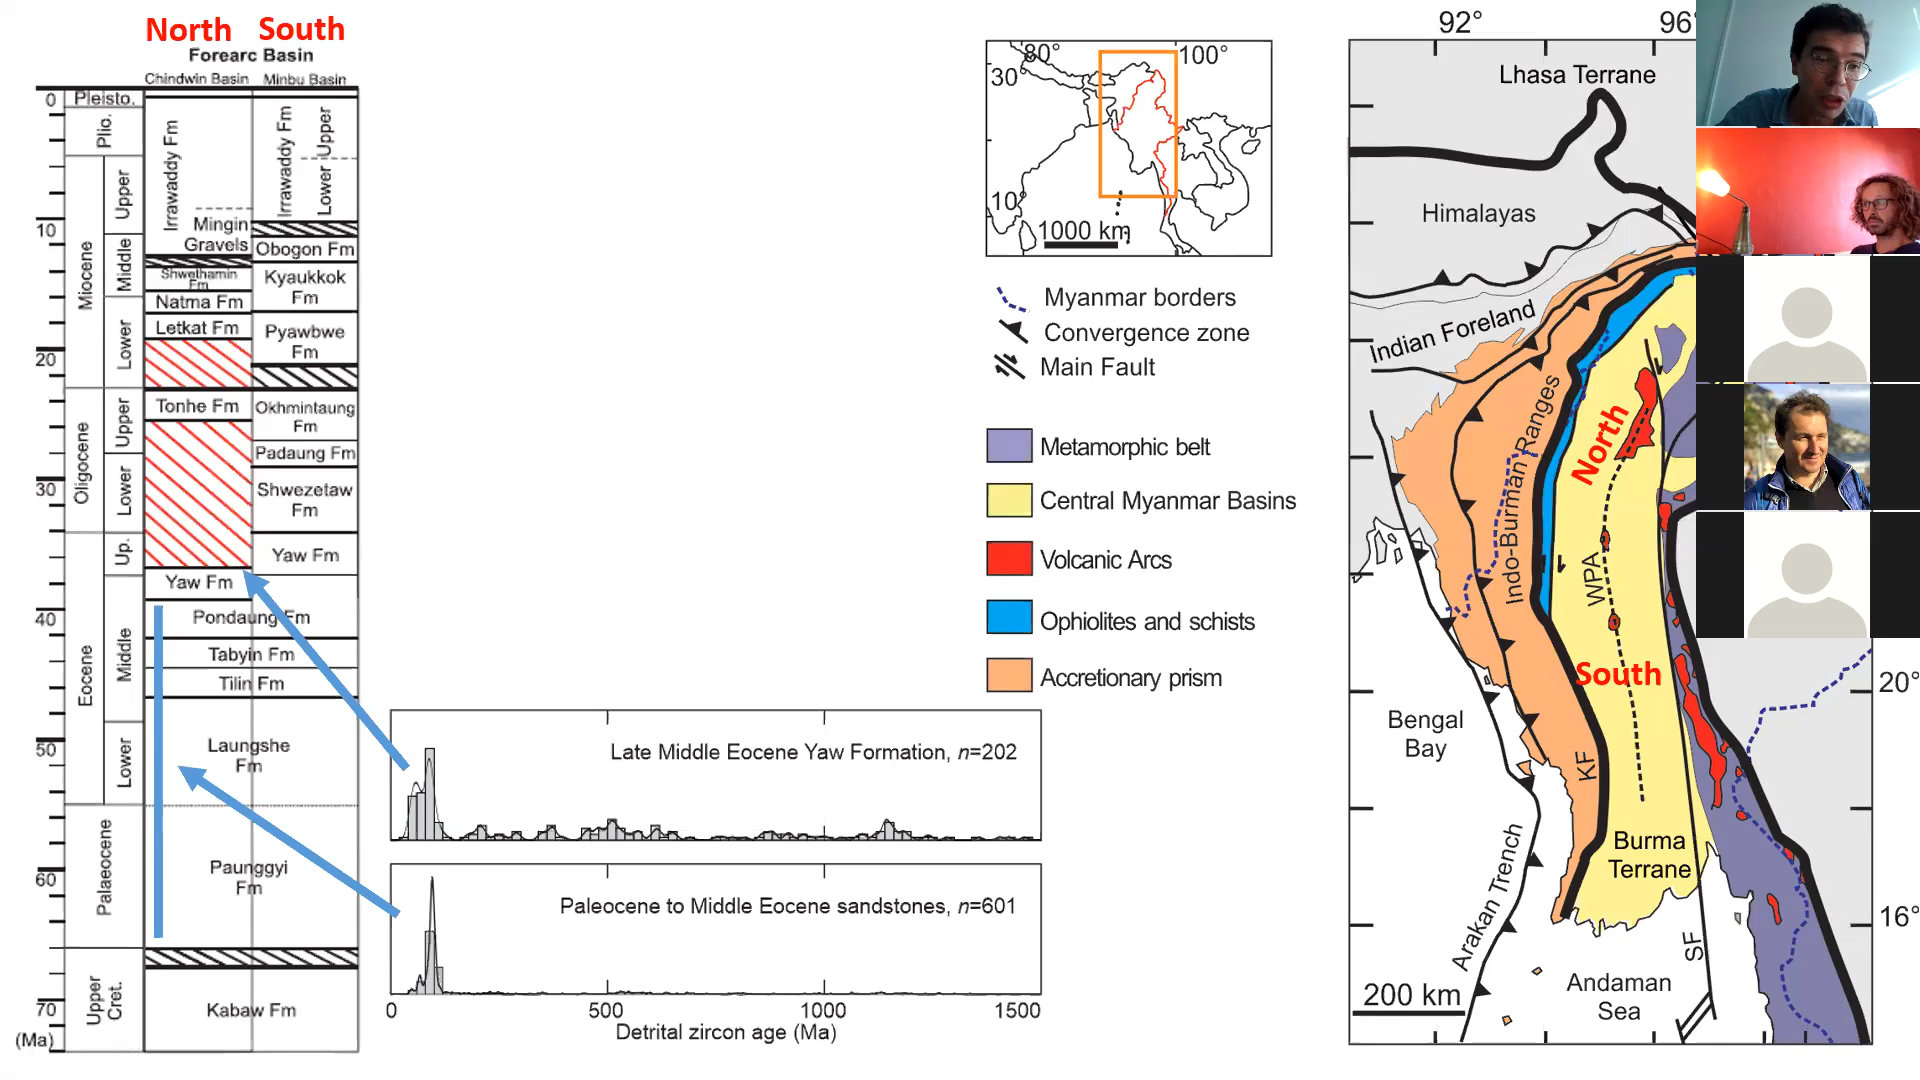 North South
Forearc Basin
Chindwin Basin Minbu Basin
0
10
20
30
40
50
60
70
(Ma)
Pleisto.
Plio.
Miocene
Upper
Middle
Lower
Oligocene
Upper
Lower
Eocene
Up.
Middle
Lower
Palaeocene
Upper
Cret.
Irrawaddy Fm
Mingin
Gravels
Shwethamin
Fm
Natma Fm
Letkat Fm
Tonhe Fm
Yaw Fm
Irrawaddy Fm
Lower Upper
Obogon Fm
Kyaukkok
Fm
Pyawbwe
Fm
Okhmintaung
Fm
Padaung Fm
Shwezetaw
Fm
Yaw Fm
Pondaung Fm
Tabyin Fm
Tilin Fm
Laungshe
Fm
Paunggyi
Fm
Kabaw Fm
Late Middle Eocene Yaw Formation, n=202
Paleocene to Middle Eocene sandstones, n=601
0 500 1000 1500
Detrital zircon age (Ma)
80° 100°
30°
10°
1000 km
Myanmar borders
Convergence zone
Main Fault
Metamorphic belt
Central Myanmar Basins
Volcanic Arcs
Ophiolites and schists
Accretionary prism
92° 96°
Lhasa Terrane
Himalayas
Indian Foreland
Indo-Burman Ranges
North
WPA
South
20°
Bengal
Bay
KF
Burma
Terrane
Arakan Trench
16°
SF
Andaman
Sea
200 km